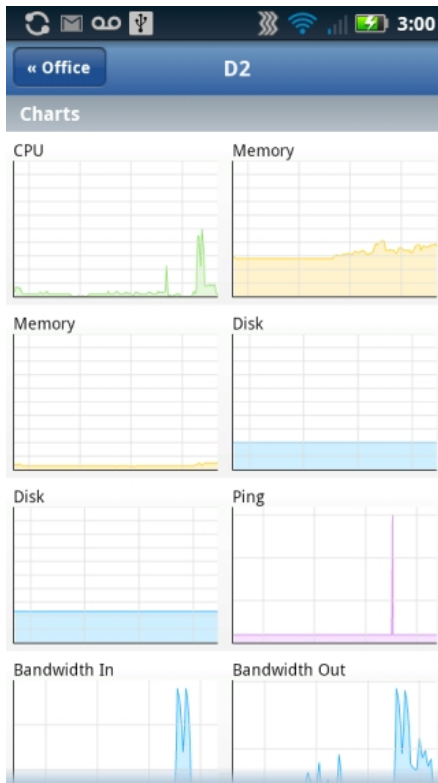 3:00
« Office
D2
Charts
CPU
Memory
Memory
Disk
Disk
Ping
Bandwidth In
Bandwidth Out